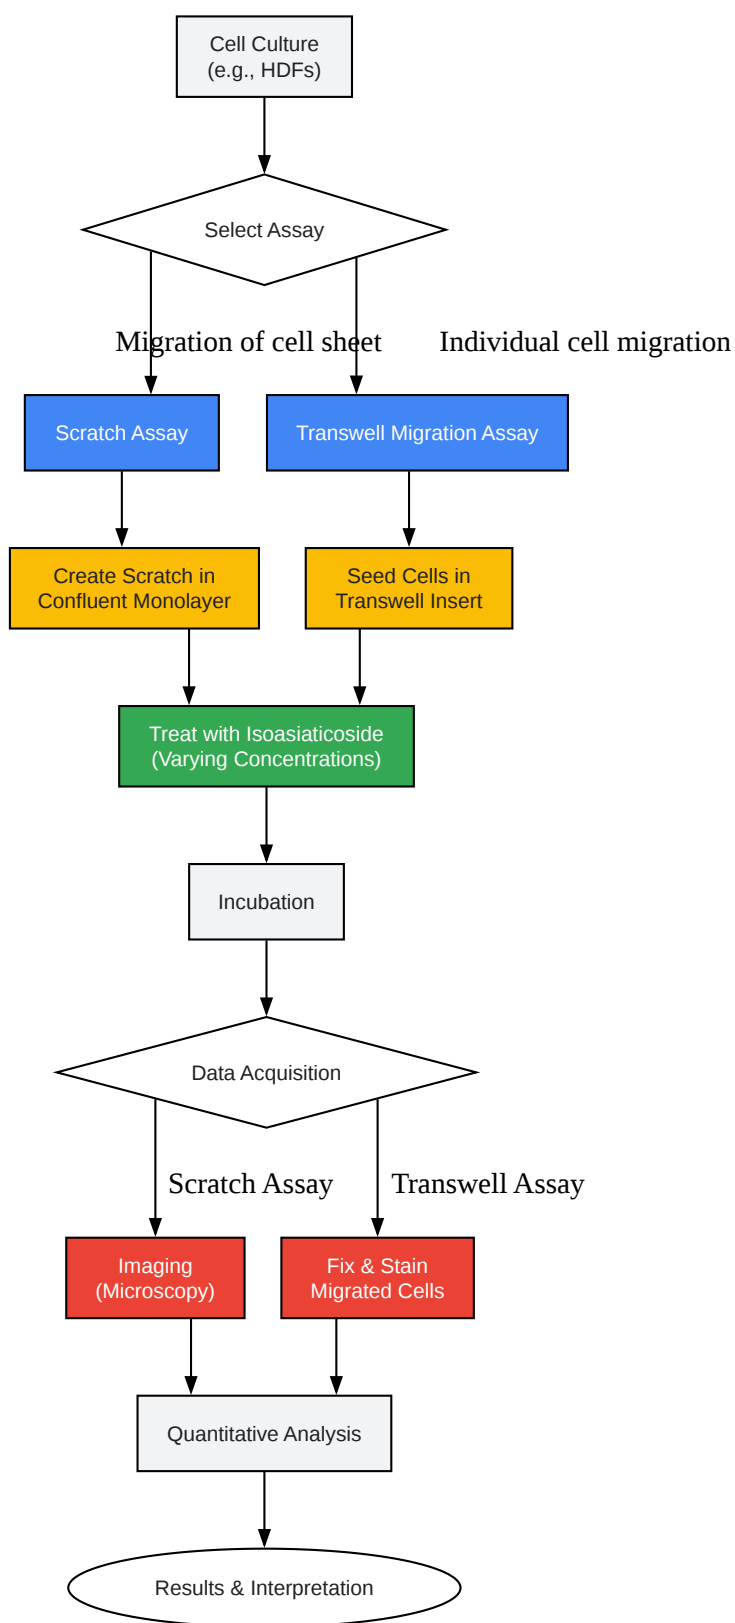 Cell Culture
(e.g., HDFs)
Select Assay
Migration of cell sheet
Individual cell migration
Scratch Assay
Transwell Migration Assay
Create Scratch in
Confluent Monolayer
Seed Cells in
Transwell Insert
Treat with Isoasiaticoside
(Varying Concentrations)
Incubation
Data Acquisition
Scratch Assay
Transwell Assay
Imaging
(Microscopy)
Fix & Stain
Migrated Cells
Quantitative Analysis
Results & Interpretation